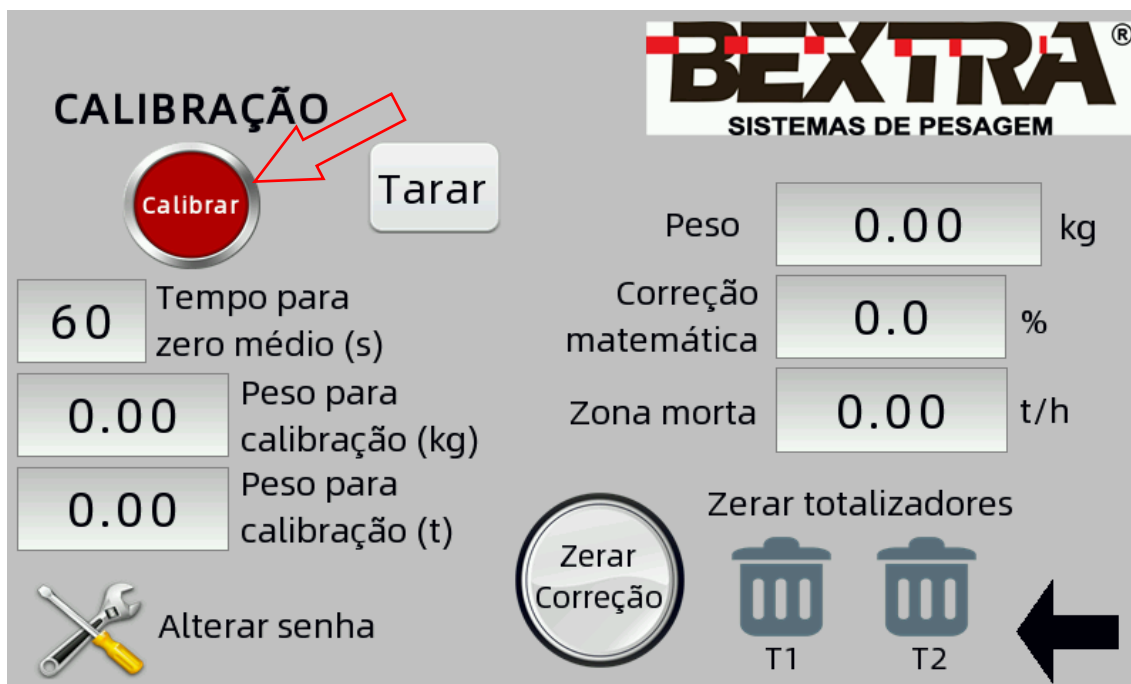 BEXTRA®
SISTEMAS DE PESAGEM
CALIBRAÇÃO
Calibrar
Tarar
60
Tempo para
zero médio (s)
0.00
Peso para
calibração (kg)
0.00
Peso para
calibração (t)
Alterar senha
Peso
0.00
kg
Correção
matemática
0.0
%
Zona morta
0.00
t/h
Zerar
Correção
Zerar totalizadores
T1
T2